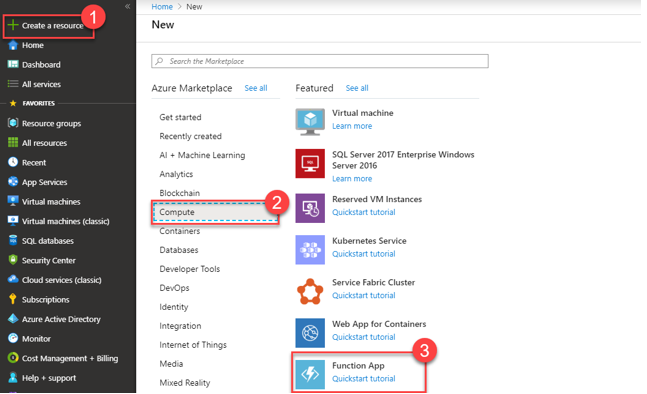 «
1
+ Create a resource
Home
Dashboard
All services
FAVORITES
Resource groups
All resources
Recent
App Services
Virtual machines
Virtual machines (classic)
SQL databases
Security Center
Cloud services (classic)
Subscriptions
Azure Active Directory
Monitor
Cost Management + Billing
Help + support
Home > New
New
Search the Marketplace
Azure Marketplace See all
Get started
Recently created
AI + Machine Learning
Analytics
Blockchain
2
Compute
Containers
Databases
Developer Tools
DevOps
Identity
Integration
Internet of Things
Media
Mixed Reality
Featured See all
Virtual machine
Learn more
SQL Server 2017 Enterprise Windows
Server 2016
Learn more
Reserved VM Instances
Quickstart tutorial
Kubernetes Service
Quickstart tutorial
Service Fabric Cluster
Quickstart tutorial
Web App for Containers
Quickstart tutorial
3
Function App
Quickstart tutorial